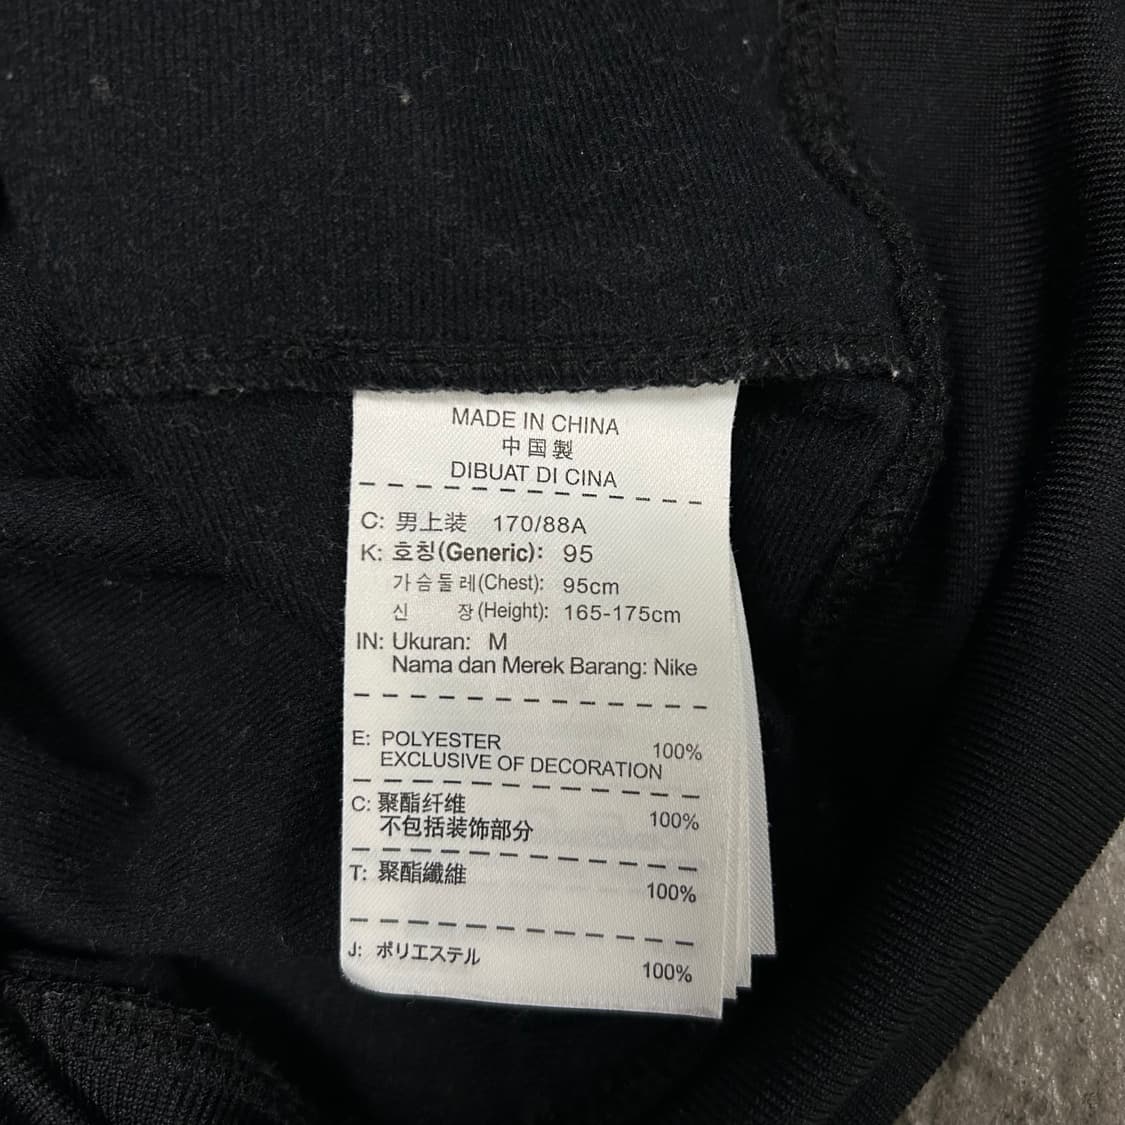 MADE IN CHINA
中国製
DIBUAT DI CINA
C: 男上装 170/88A
K: 호칭(Generic): 95
가슴둘레(Chest): 95cm
신 장(Height): 165-175cm
IN: Ukuran: M
Nama dan Merek Barang: Nike
E: POLYESTER 100%
EXCLUSIVE OF DECORATION
C: 聚酯纤维 100%
不包括装饰部分
T: 聚酯纖維 100%
J: ポリエステル 100%